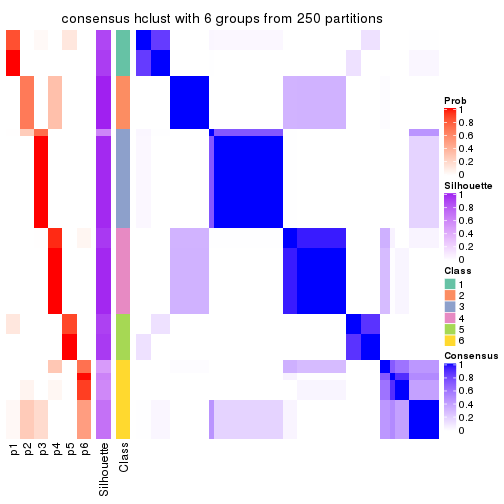 consensus hclust with 6 groups from 250 partitions
Prob
1
0.8
0.6
0.4
0.2
0
Silhouette
1
0.8
0.6
0.4
0.2
0
Class
1
2
3
4
5
6
Consensus
1
0.8
0.6
0.4
0.2
0
p1
p2
p3
p4
p5
p6
Silhouette
Class